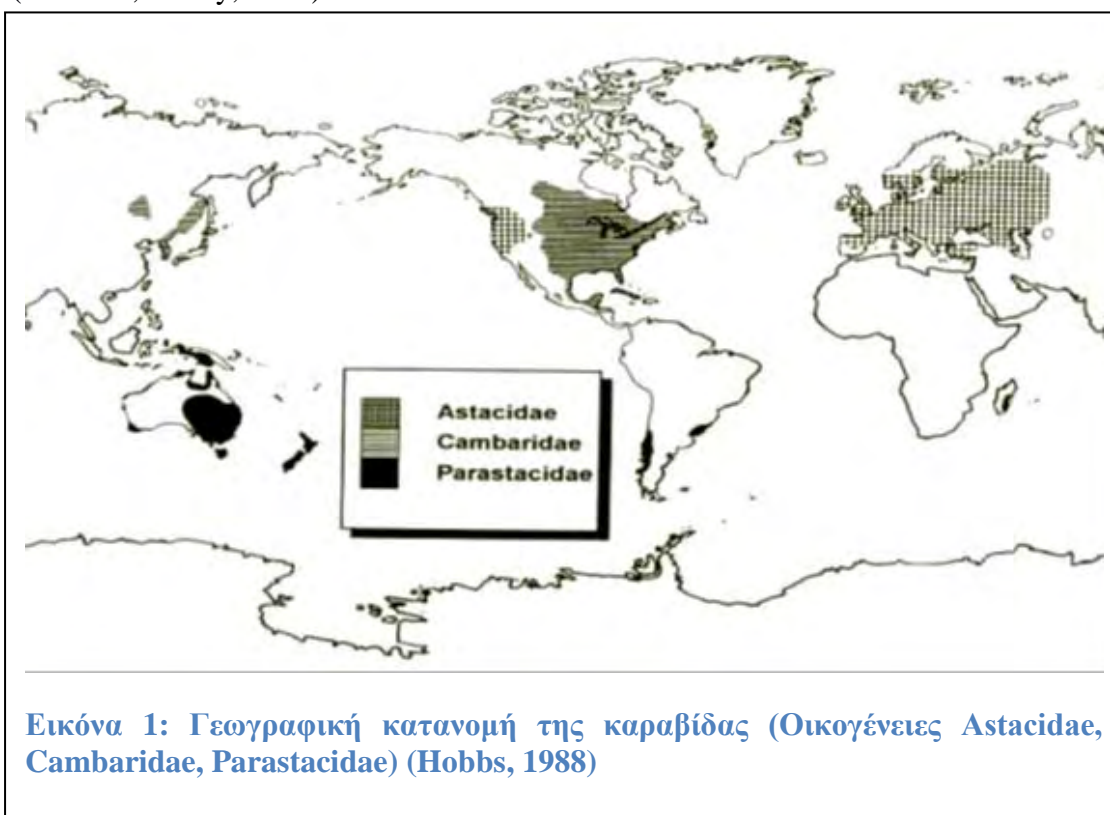 Astacidae
Cambaridae
Parastacidae
Εικόνα 1: Γεωγραφική κατανομή της καραβίδας (Οικογένειες Astacidae,
Cambaridae, Parastacidae) (Hobbs, 1988)